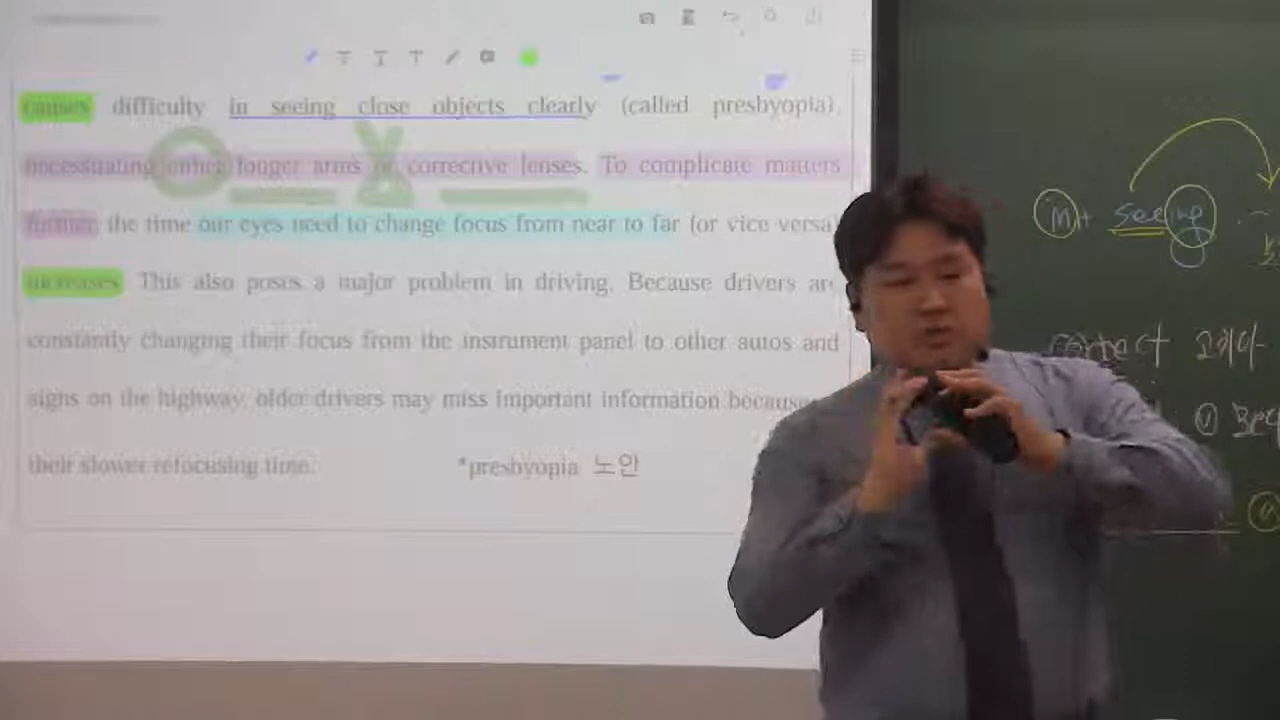 causes difficulty in seeing close objects clearly (called presbyopia),
necessitating either longer arms or corrective lenses. To complicate matters
further the time our eyes need to change focus from near to far (or vice versa)
increases This also poses a major problem in driving. Because drivers are
constantly changing their focus from the instrument panel to other autos and
signs on the highway, older drivers may miss important information because
their slower refocusing time.
*presbyopia 노안
in + seeing
correct